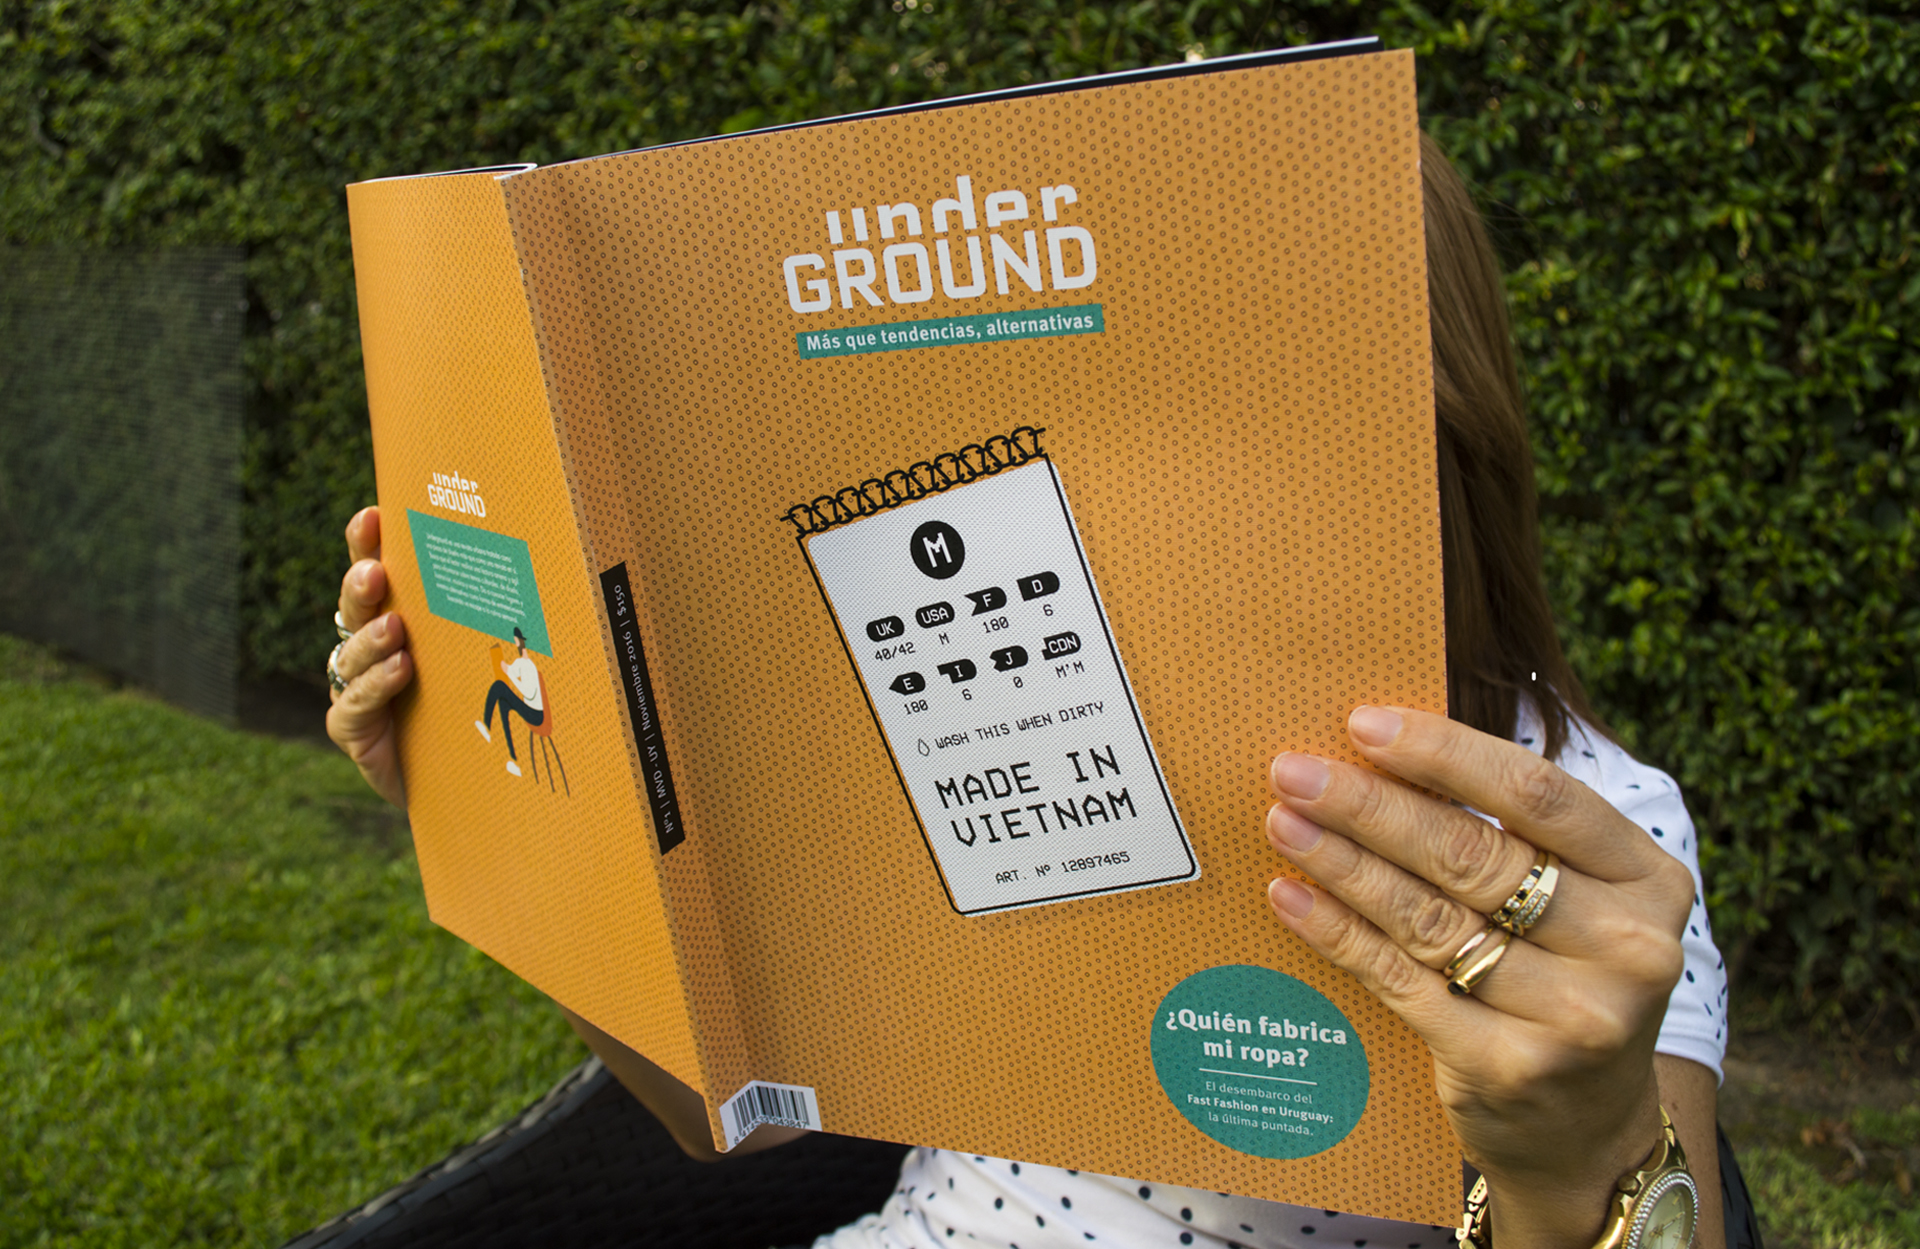 under
GROUND
Más que tendencias, alternativas
M
UK USA F D
40/42 M 180 6
E I J CDN
180 6 0 M'M
WASH THIS WHEN DIRTY
MADE IN
VIETNAM
ART. Nº 12897465
¿Quién fabrica
mi ropa?
El desembarco del
Fast Fashion en Uruguay:
la última puntada.
Nº1 | MVD - UY | Noviembre 2016 | $150
under
GROUND